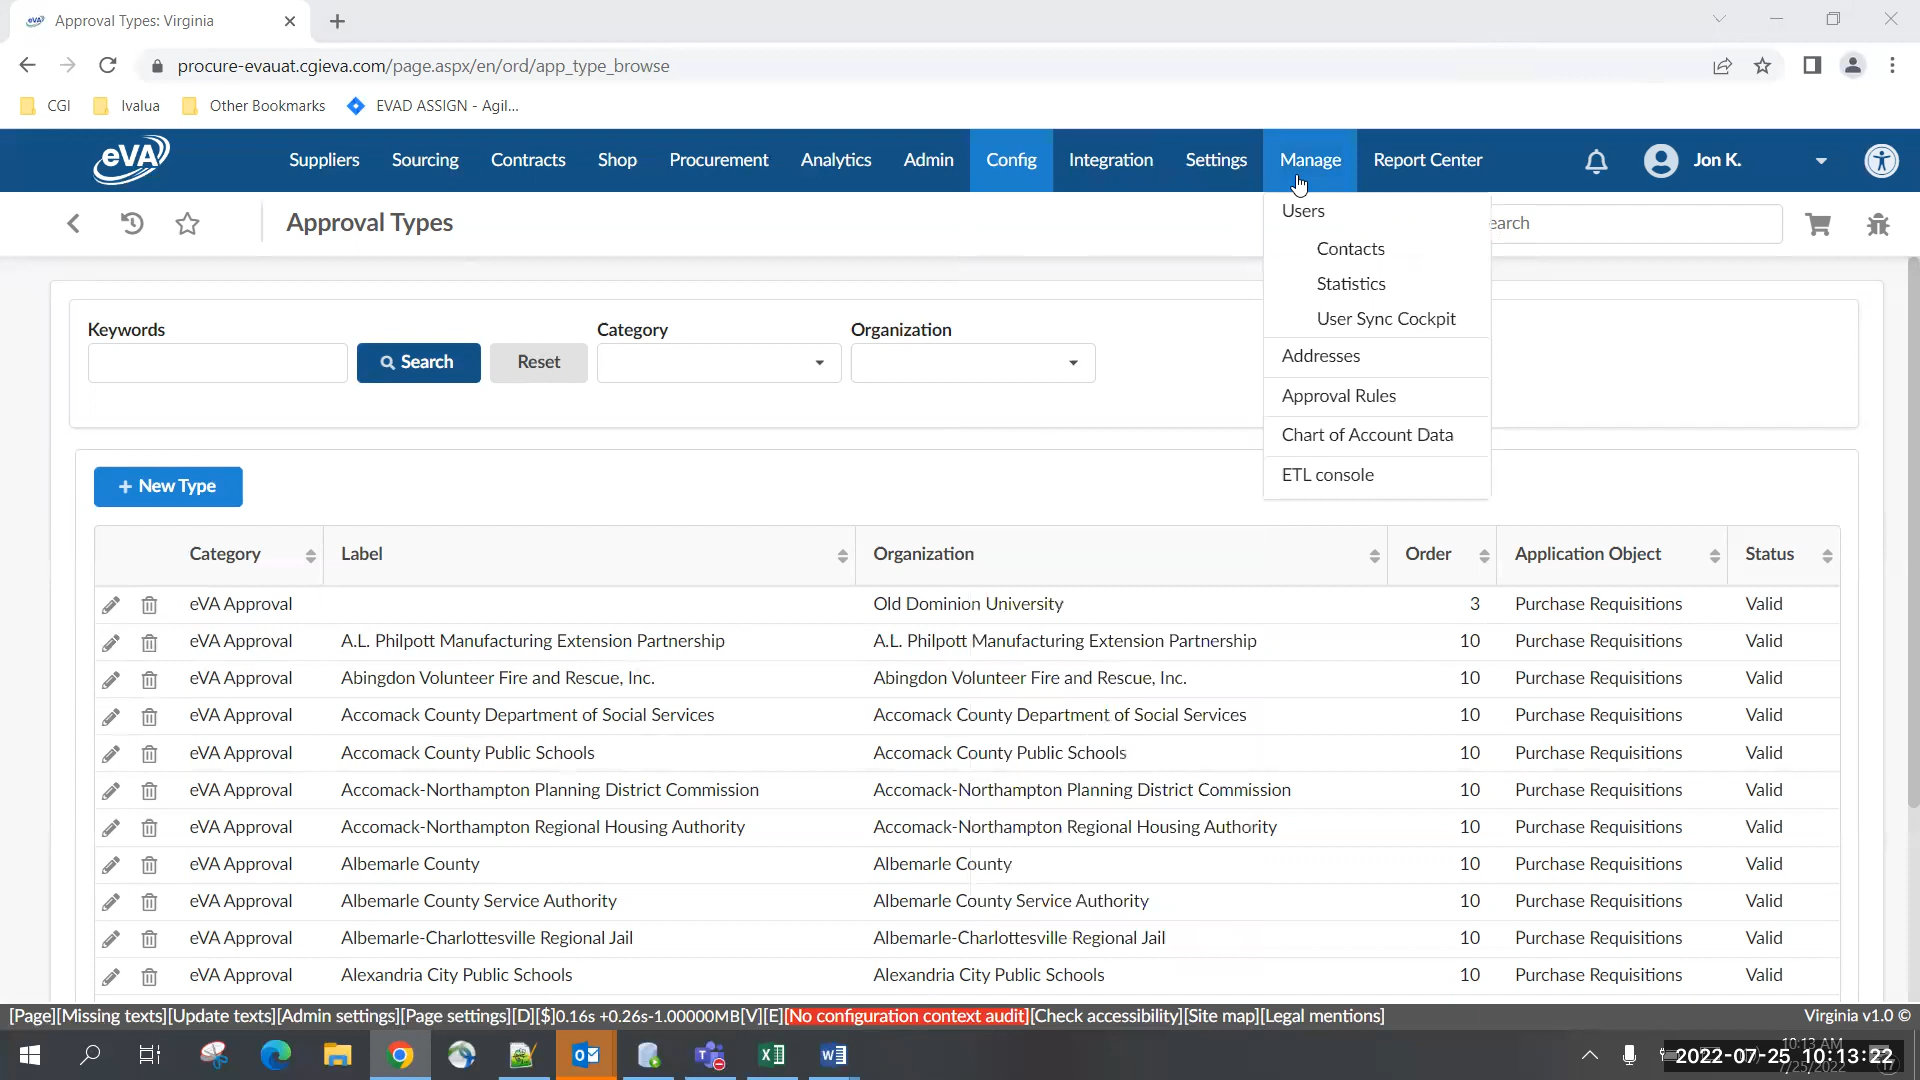 Approval Types: Virginia
procure-evauat.cgieva.com/page.aspx/en/ord/app_type_browse
CGI Ivalua Other Bookmarks EVAD ASSIGN - Agil...
eVA Suppliers Sourcing Contracts Shop Procurement Analytics Admin Config Integration Settings Manage Report Center Jon K.
Approval Types
earch
Users
Contacts
Statistics
User Sync Cockpit
Addresses
Approval Rules
Chart of Account Data
ETL console
Keywords Category Organization
Search Reset
+ New Type
Category Label Organization Order Application Object Status
eVA Approval Old Dominion University 3 Purchase Requisitions Valid
eVA Approval A.L. Philpott Manufacturing Extension Partnership A.L. Philpott Manufacturing Extension Partnership 10 Purchase Requisitions Valid
eVA Approval Abingdon Volunteer Fire and Rescue, Inc. Abingdon Volunteer Fire and Rescue, Inc. 10 Purchase Requisitions Valid
eVA Approval Accomack County Department of Social Services Accomack County Department of Social Services 10 Purchase Requisitions Valid
eVA Approval Accomack County Public Schools Accomack County Public Schools 10 Purchase Requisitions Valid
eVA Approval Accomack-Northampton Planning District Commission Accomack-Northampton Planning District Commission 10 Purchase Requisitions Valid
eVA Approval Accomack-Northampton Regional Housing Authority Accomack-Northampton Regional Housing Authority 10 Purchase Requisitions Valid
eVA Approval Albemarle County Albemarle County 10 Purchase Requisitions Valid
eVA Approval Albemarle County Service Authority Albemarle County Service Authority 10 Purchase Requisitions Valid
eVA Approval Albemarle-Charlottesville Regional Jail Albemarle-Charlottesville Regional Jail 10 Purchase Requisitions Valid
eVA Approval Alexandria City Public Schools Alexandria City Public Schools 10 Purchase Requisitions Valid
[Page][Missing texts][Update texts][Admin settings][Page settings][D][$]0.16s +0.26s-1.00000MB[V][E][No configuration context audit][Check accessibility][Site map][Legal mentions] Virginia v1.0 ©
10:13 AM
2022-07-25 10:13:22
7/25/2022